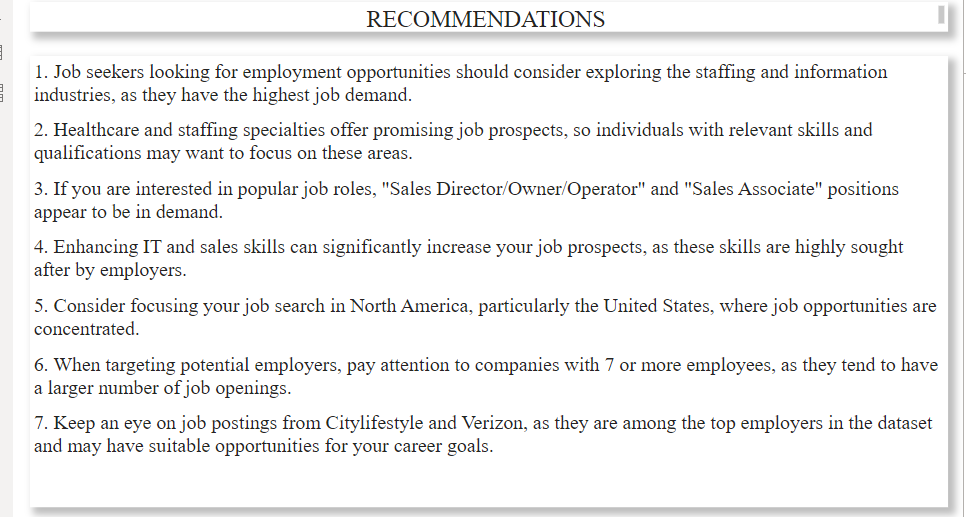 RECOMMENDATIONS
1. Job seekers looking for employment opportunities should consider exploring the staffing and information
industries, as they have the highest job demand.
2. Healthcare and staffing specialties offer promising job prospects, so individuals with relevant skills and
qualifications may want to focus on these areas.
3. If you are interested in popular job roles, "Sales Director/Owner/Operator" and "Sales Associate" positions
appear to be in demand.
4. Enhancing IT and sales skills can significantly increase your job prospects, as these skills are highly sought
after by employers.
5. Consider focusing your job search in North America, particularly the United States, where job opportunities are
concentrated.
6. When targeting potential employers, pay attention to companies with 7 or more employees, as they tend to have
a larger number of job openings.
7. Keep an eye on job postings from Citylifestyle and Verizon, as they are among the top employers in the dataset
and may have suitable opportunities for your career goals.